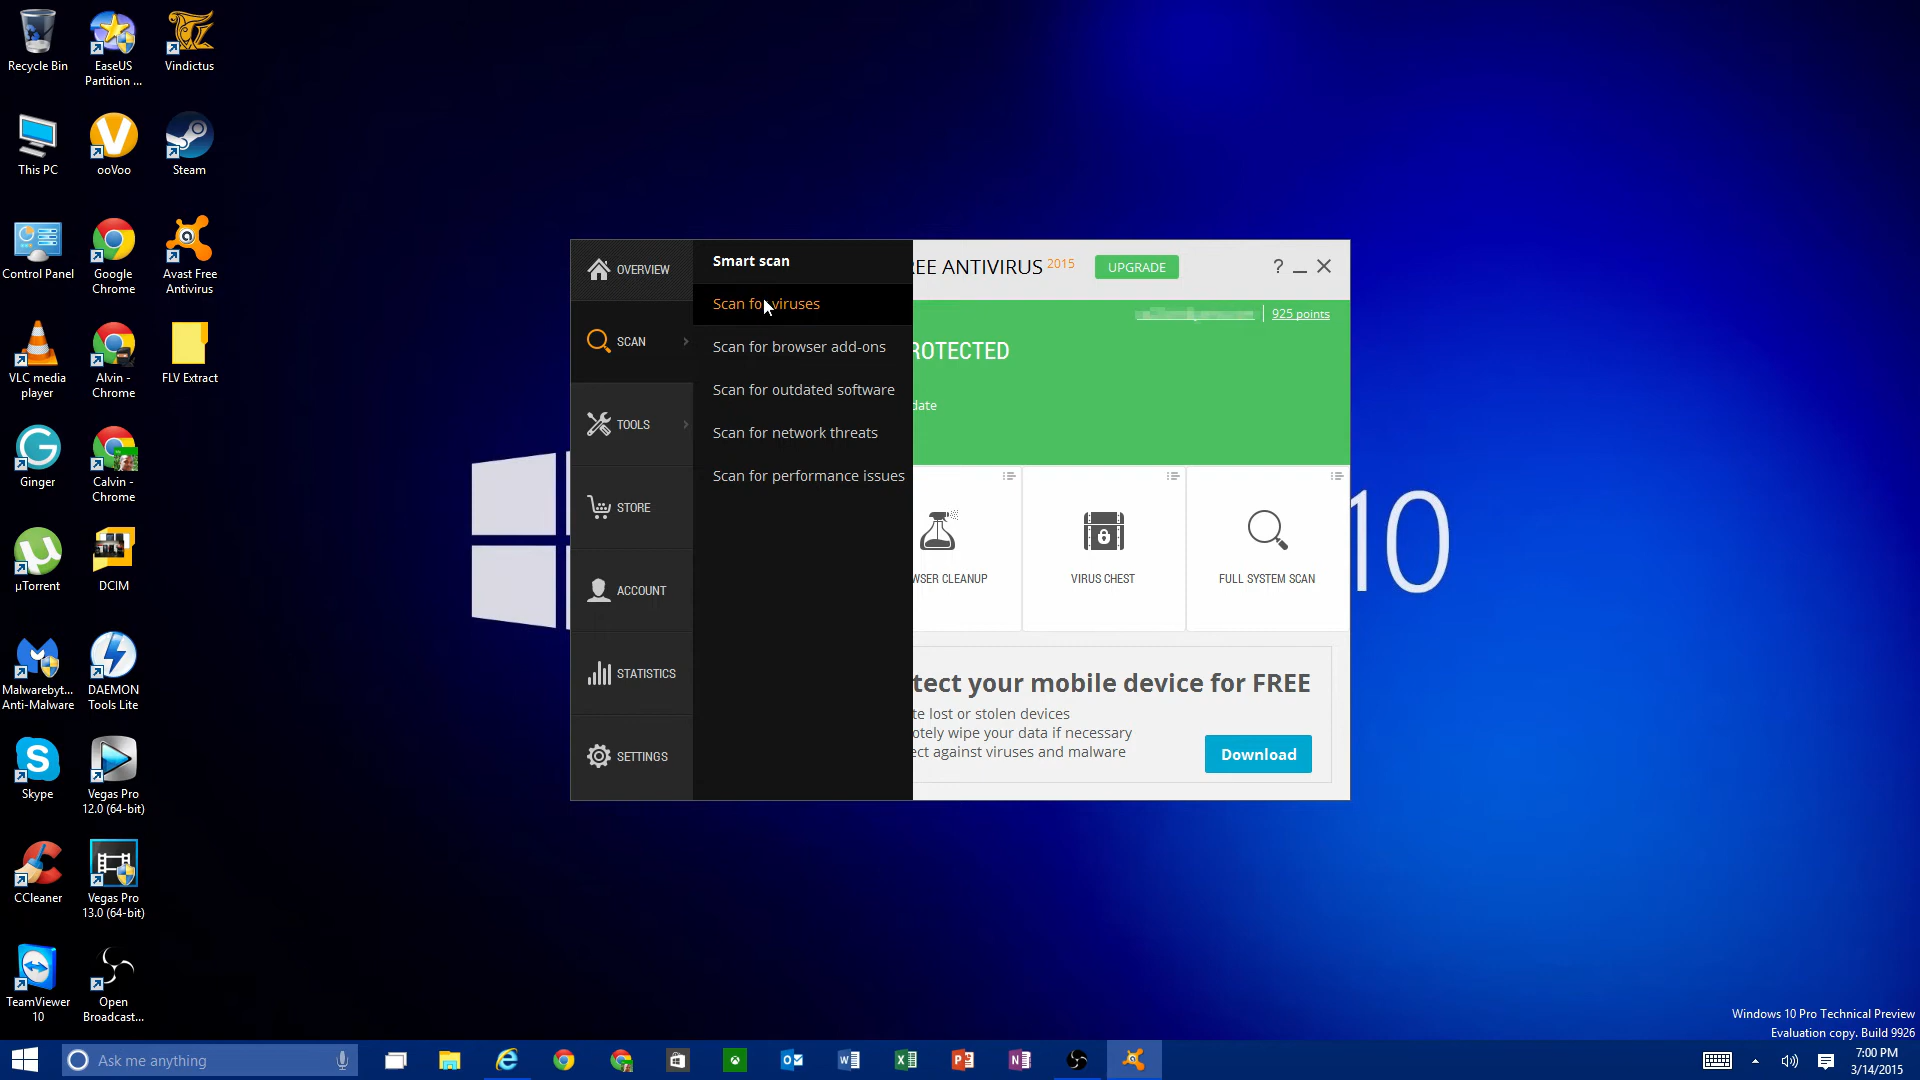 Recycle Bin
EaseUS
Partition ...
Vindictus
This PC
ooVoo
Steam
Control Panel
Google
Chrome
Avast Free
Antivirus
VLC media
player
Alvin -
Chrome
FLV Extract
Ginger
Calvin -
Chrome
µTorrent
DCIM
Malwareby...
Anti-Malware
DAEMON
Tools Lite
Skype
Vegas Pro
12.0 (64-bit)
CCleaner
Vegas Pro
13.0 (64-bit)
TeamViewer
10
Open
Broadcast...
OVERVIEW
SCAN
TOOLS
STORE
ACCOUNT
STATISTICS
SETTINGS
Smart scan
Scan for viruses
Scan for browser add-ons
Scan for outdated software
Scan for network threats
Scan for performance issues
REE ANTIVIRUS 2015
UPGRADE
?
925 points
ROTECTED
date
WSER CLEANUP
VIRUS CHEST
FULL SYSTEM SCAN
tect your mobile device for FREE
te lost or stolen devices
otely wipe your data if necessary
ect against viruses and malware
Download
10
Windows 10 Pro Technical Preview
Evaluation copy. Build 9926
Ask me anything
7:00 PM
3/14/2015